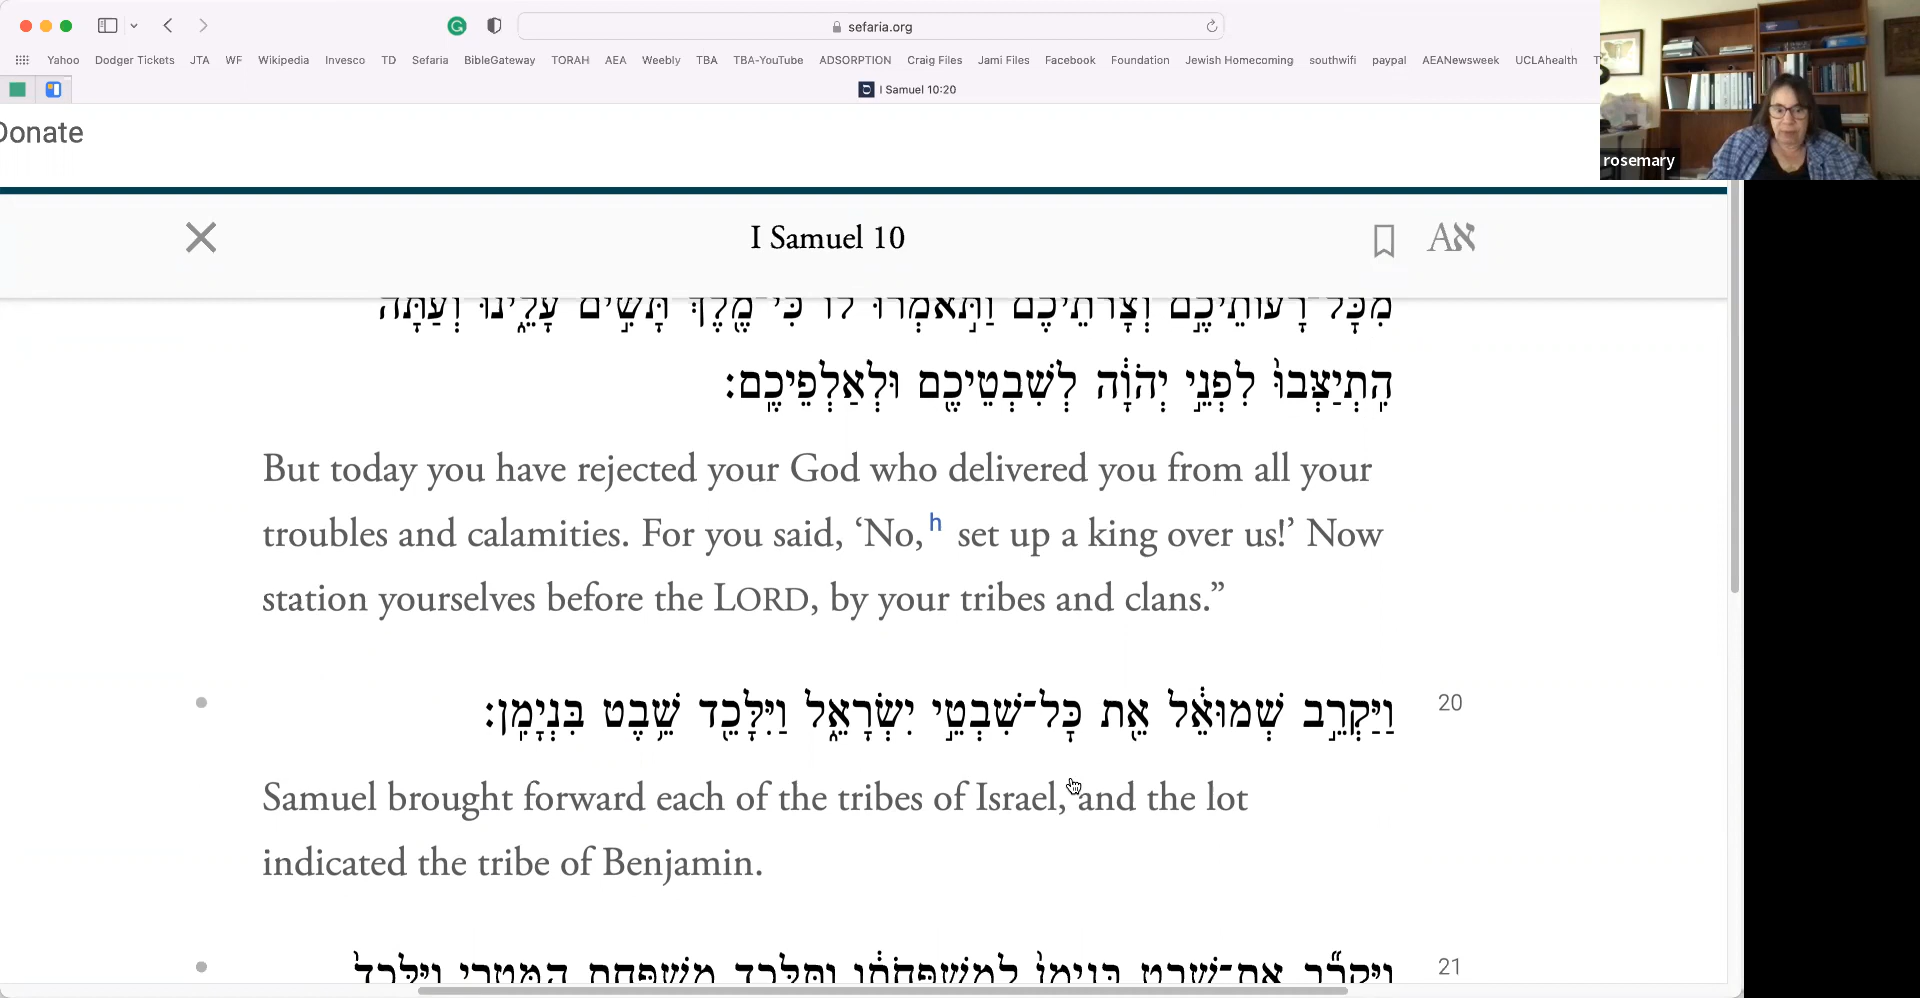 sefaria.org
Yahoo Dodger Tickets JTA WF Wikipedia Invesco TD Sefaria BibleGateway TORAH AEA Weebly TBA TBA-YouTube ADSORPTION Craig Files Jami Files Facebook Foundation Jewish Homecoming southwifi paypal AEANewsweek UCLAhealth
I Samuel 10:20
Donate
rosemary
I Samuel 10
מִכׇּל־רָעוֹתֵיכֶ֣ם וְצָרֹתֵיכֶם֒ וַתֹּ֣אמְרוּ ל֔וֹ כִּי־מֶ֖לֶךְ תָּשִׂ֣ים עָלֵ֑ינוּ וְעַתָּ֗ה
הִֽתְיַצְּבוּ֙ לִפְנֵ֣י יְהֹוָ֔ה לְשִׁבְטֵיכֶ֖ם וּלְאַלְפֵיכֶֽם׃
But today you have rejected your God who delivered you from all your
troubles and calamities. For you said, ‘No,h set up a king over us!’ Now
station yourselves before the LORD, by your tribes and clans.”
20 וַיַּקְרֵ֣ב שְׁמוּאֵ֔ל אֵ֖ת כׇּל־שִׁבְטֵ֣י יִשְׂרָאֵ֑ל וַיִּלָּכֵ֖ד שֵׁ֥בֶט בִּנְיָמִֽן׃
Samuel brought forward each of the tribes of Israel, and the lot
indicated the tribe of Benjamin.
21 וַיַּקְרֵ֞ב אֶת־שֵׁ֤בֶט בִּנְיָמִן֙ לְמִשְׁפְּחֹתָ֔ו וַתִּלָּכֵ֖ד מִשְׁפַּ֣חַת הַמַּטְרִ֑י וַיִּלָּכֵד֙